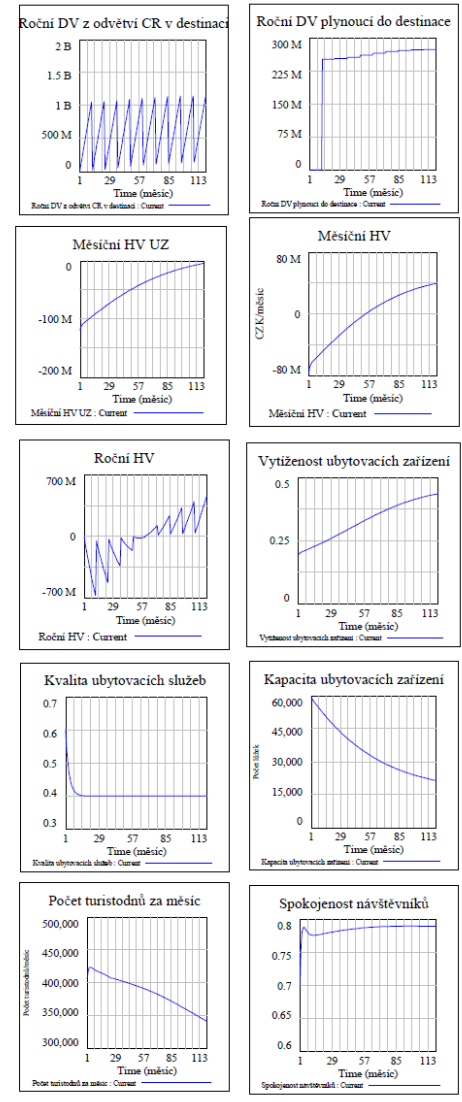 Roční DV z odvětví CR v destinaci
2 B
1.5 B
1 B
500 M
0
1 29 57 85 113
Time (měsíc)
Roční DV z odvětví CR v destinaci : Current
Roční DV plynoucí do destinace
300 M
225 M
150 M
75 M
0
1 29 57 85 113
Time (měsíc)
Roční DV plynoucí do destinace : Current
Měsíční HV UZ
0
-100 M
-200 M
1 29 57 85 113
Time (měsíc)
Měsíční HV UZ : Current
Měsíční HV
80 M
0
-80 M
CZK/měsíc
1 29 57 85 113
Time (měsíc)
Měsíční HV : Current
Roční HV
700 M
0
-700 M
1 29 57 85 113
Time (měsíc)
Roční HV : Current
Vytíženost ubytovacích zařízení
0.5
0.25
0
1 29 57 85 113
Time (měsíc)
Vytíženost ubytovacích zařízení : Current
Kvalita ubytovacích služeb
0.7
0.6
0.5
0.4
0.3
1 29 57 85 113
Time (měsíc)
Kvalita ubytovacích služeb : Current
Kapacita ubytovacích zařízení
60,000
45,000
30,000
15,000
0
Počet lůžek
1 29 57 85 113
Time (měsíc)
Kapacita ubytovacích zařízení : Current
Počet turistodnů za měsíc
500,000
450,000
400,000
350,000
300,000
Počet turistodnů/měsíc
1 29 57 85 113
Time (měsíc)
Počet turistodnů za měsíc : Current
Spokojenost návštěvníků
0.8
0.75
0.7
0.65
0.6
1 29 57 85 113
Time (měsíc)
Spokojenost návštěvníků : Current